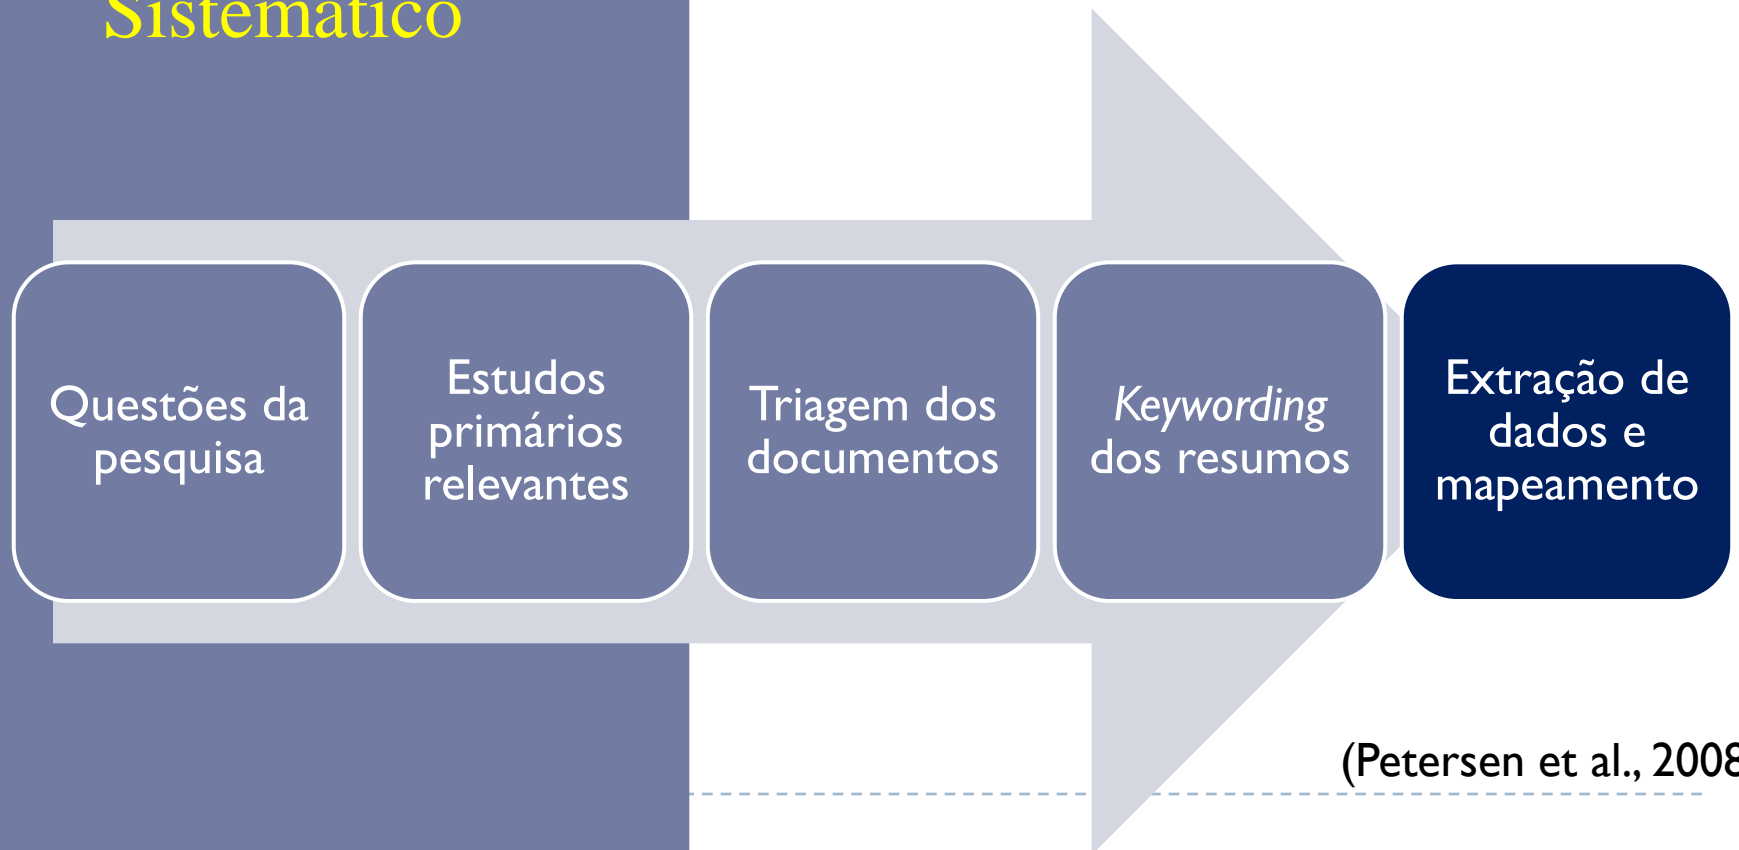 Sistemático
Questões da
pesquisa
Estudos
primários
relevantes
Triagem dos
documentos
Keywording
dos resumos
Extração de
dados e
mapeamento
(Petersen et al., 2008